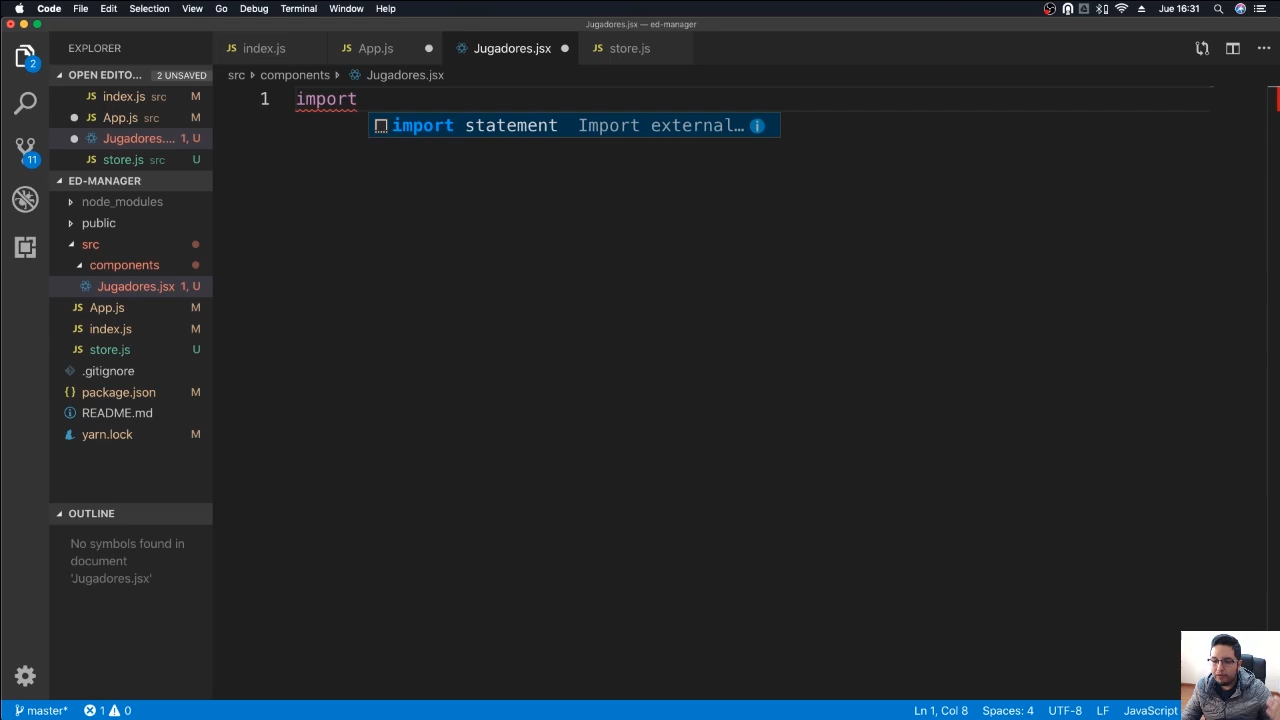 Code File Edit Selection View Go Debug Terminal Window Help Jue 16:31
Jugadores.jsx — ed-manager
EXPLORER
index.js App.js Jugadores.jsx store.js
OPEN EDITO... 2 UNSAVED
src components Jugadores.jsx
index.js src M
App.js src M
Jugadores.... 1, U
store.js src U
1 import
import statement Import external...
2
11
ED-MANAGER
node_modules
public
src
components
Jugadores.jsx 1, U
App.js M
index.js M
store.js U
.gitignore
package.json M
README.md
yarn.lock M
OUTLINE
No symbols found in
document
'Jugadores.jsx'
master* 1 0 Ln 1, Col 8 Spaces: 4 UTF-8 LF JavaScript